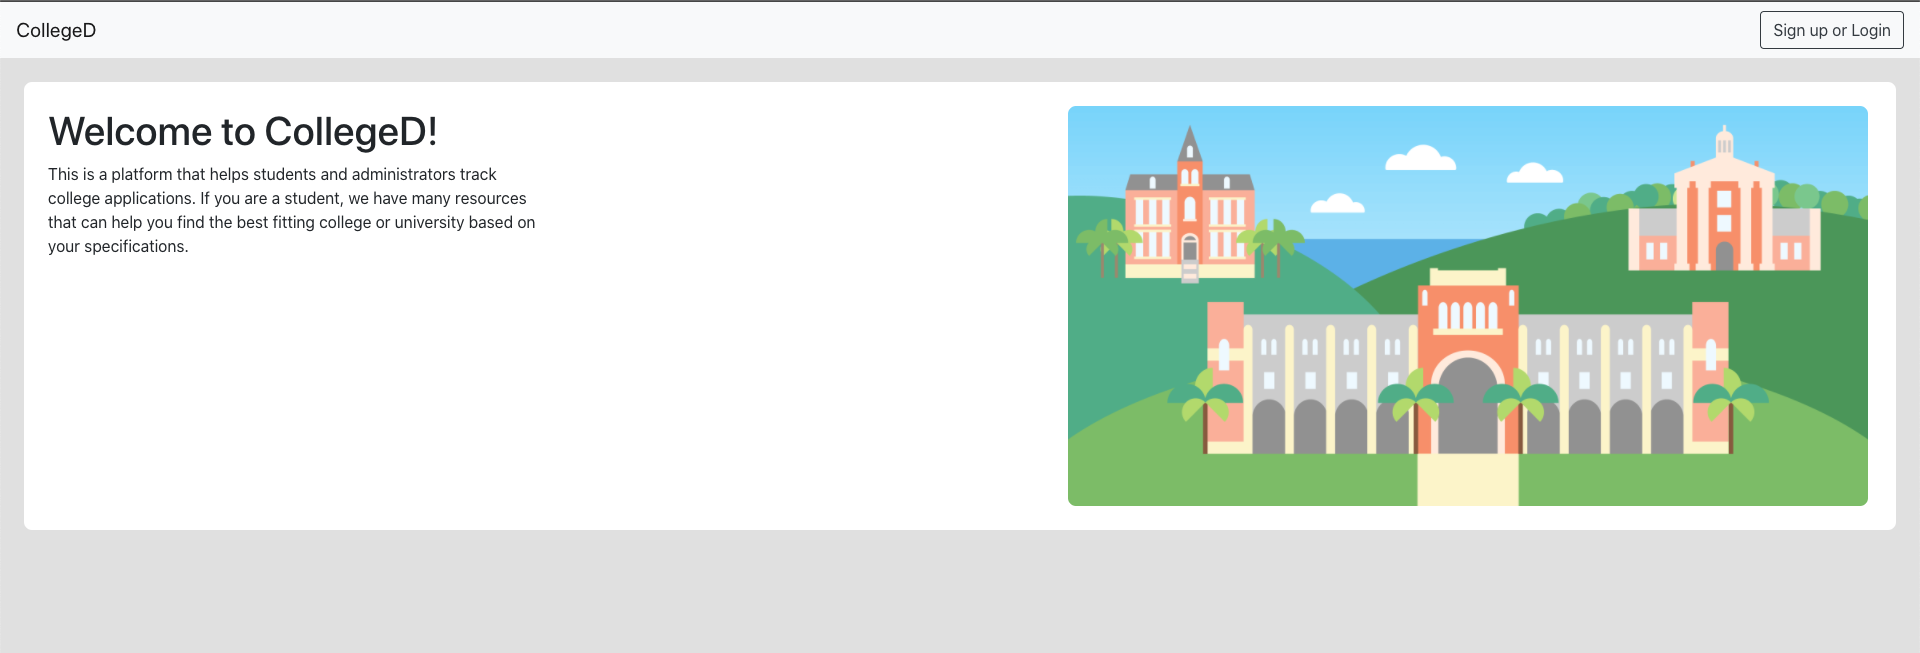 CollegeD
Sign up or Login
Welcome to CollegeD!
This is a platform that helps students and administrators track
college applications. If you are a student, we have many resources
that can help you find the best fitting college or university based on
your specifications.